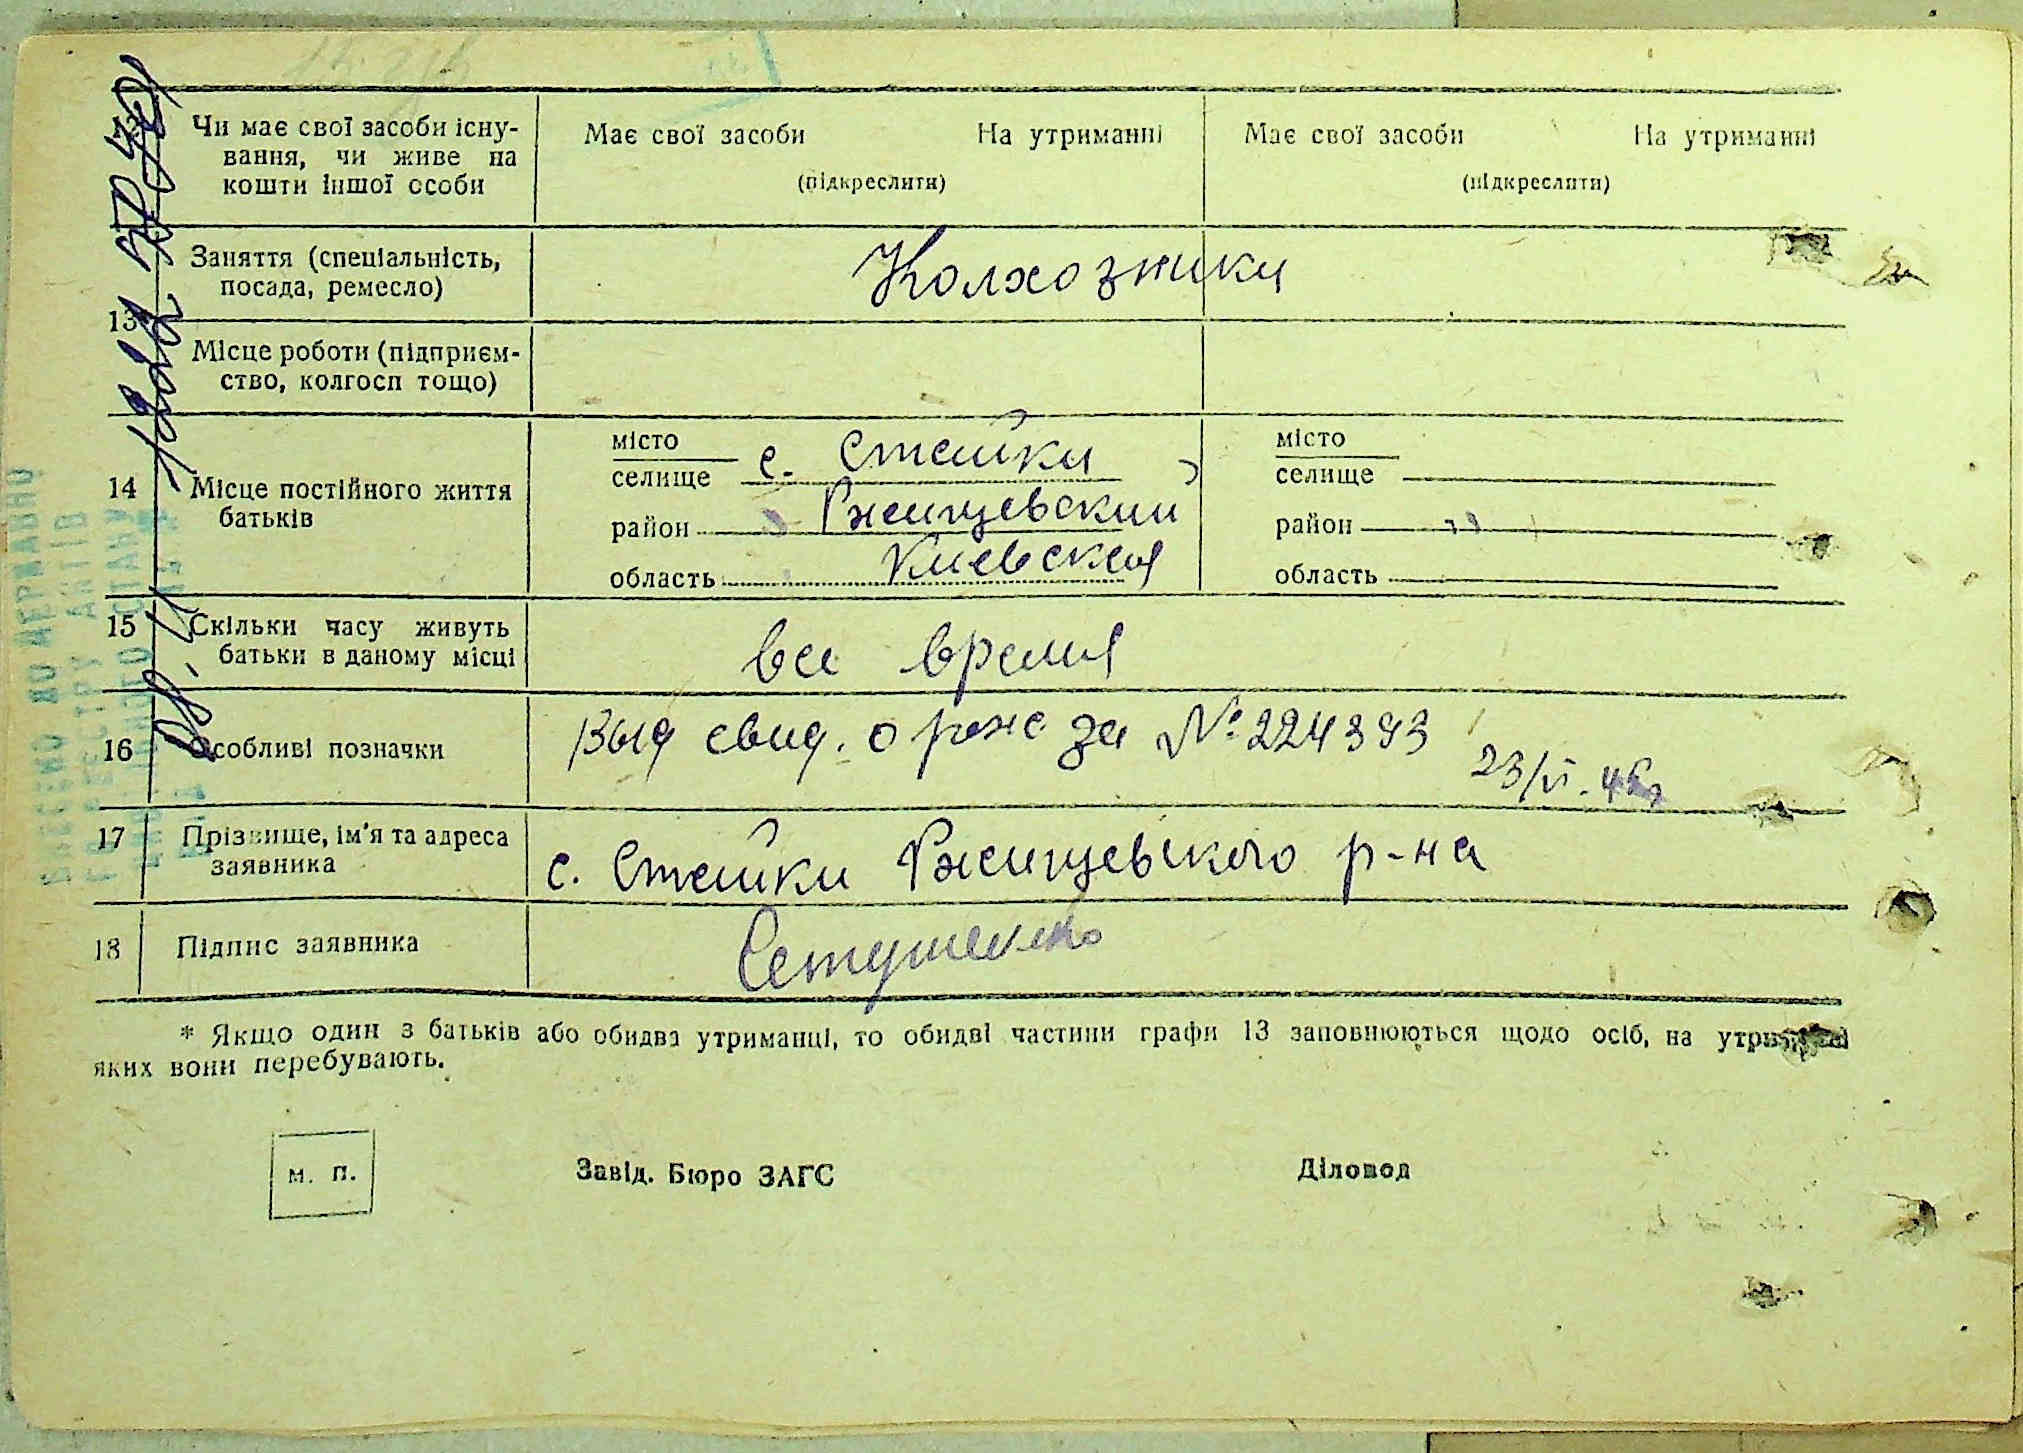 Чи має свої засоби існу-
вання, чи живе на
кошти іншої особи
Має свої засоби На утриманні
(підкреслити)
Має свої засоби На утриманні
(підкреслити)
13
Заняття (спеціальність,
посада, ремесло)
Колхозники
Місце роботи (підприєм-
ство, колгосп тощо)
14
Місце постійного життя
батьків
місто
селище с. Стайки
район Ржищевский
область Киевская
місто
селище
район
область
15
Скільки часу живуть
батьки в даному місці
все время
16
Особливі позначки
Выд свид. о рож за № 224393
23/VI-
17
Прізвище, ім'я та адреса
заявника
с. Стайки Ржищевского р-на
18
Підпис заявника
* Якщо один з батьків або обидва утриманці, то обидві частини графи 13 заповнюються щодо осіб, на утриманні
яких вони перебувають.
м. п.
Завід. Бюро ЗАГС
Діловод